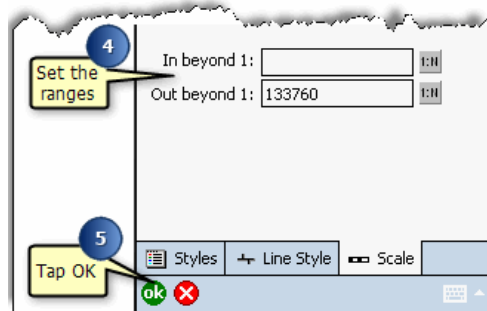 4
Set the
ranges
In beyond 1:
1:N
Out beyond 1: 133760
1:N
5
Tap OK
Styles Line Style Scale
ok